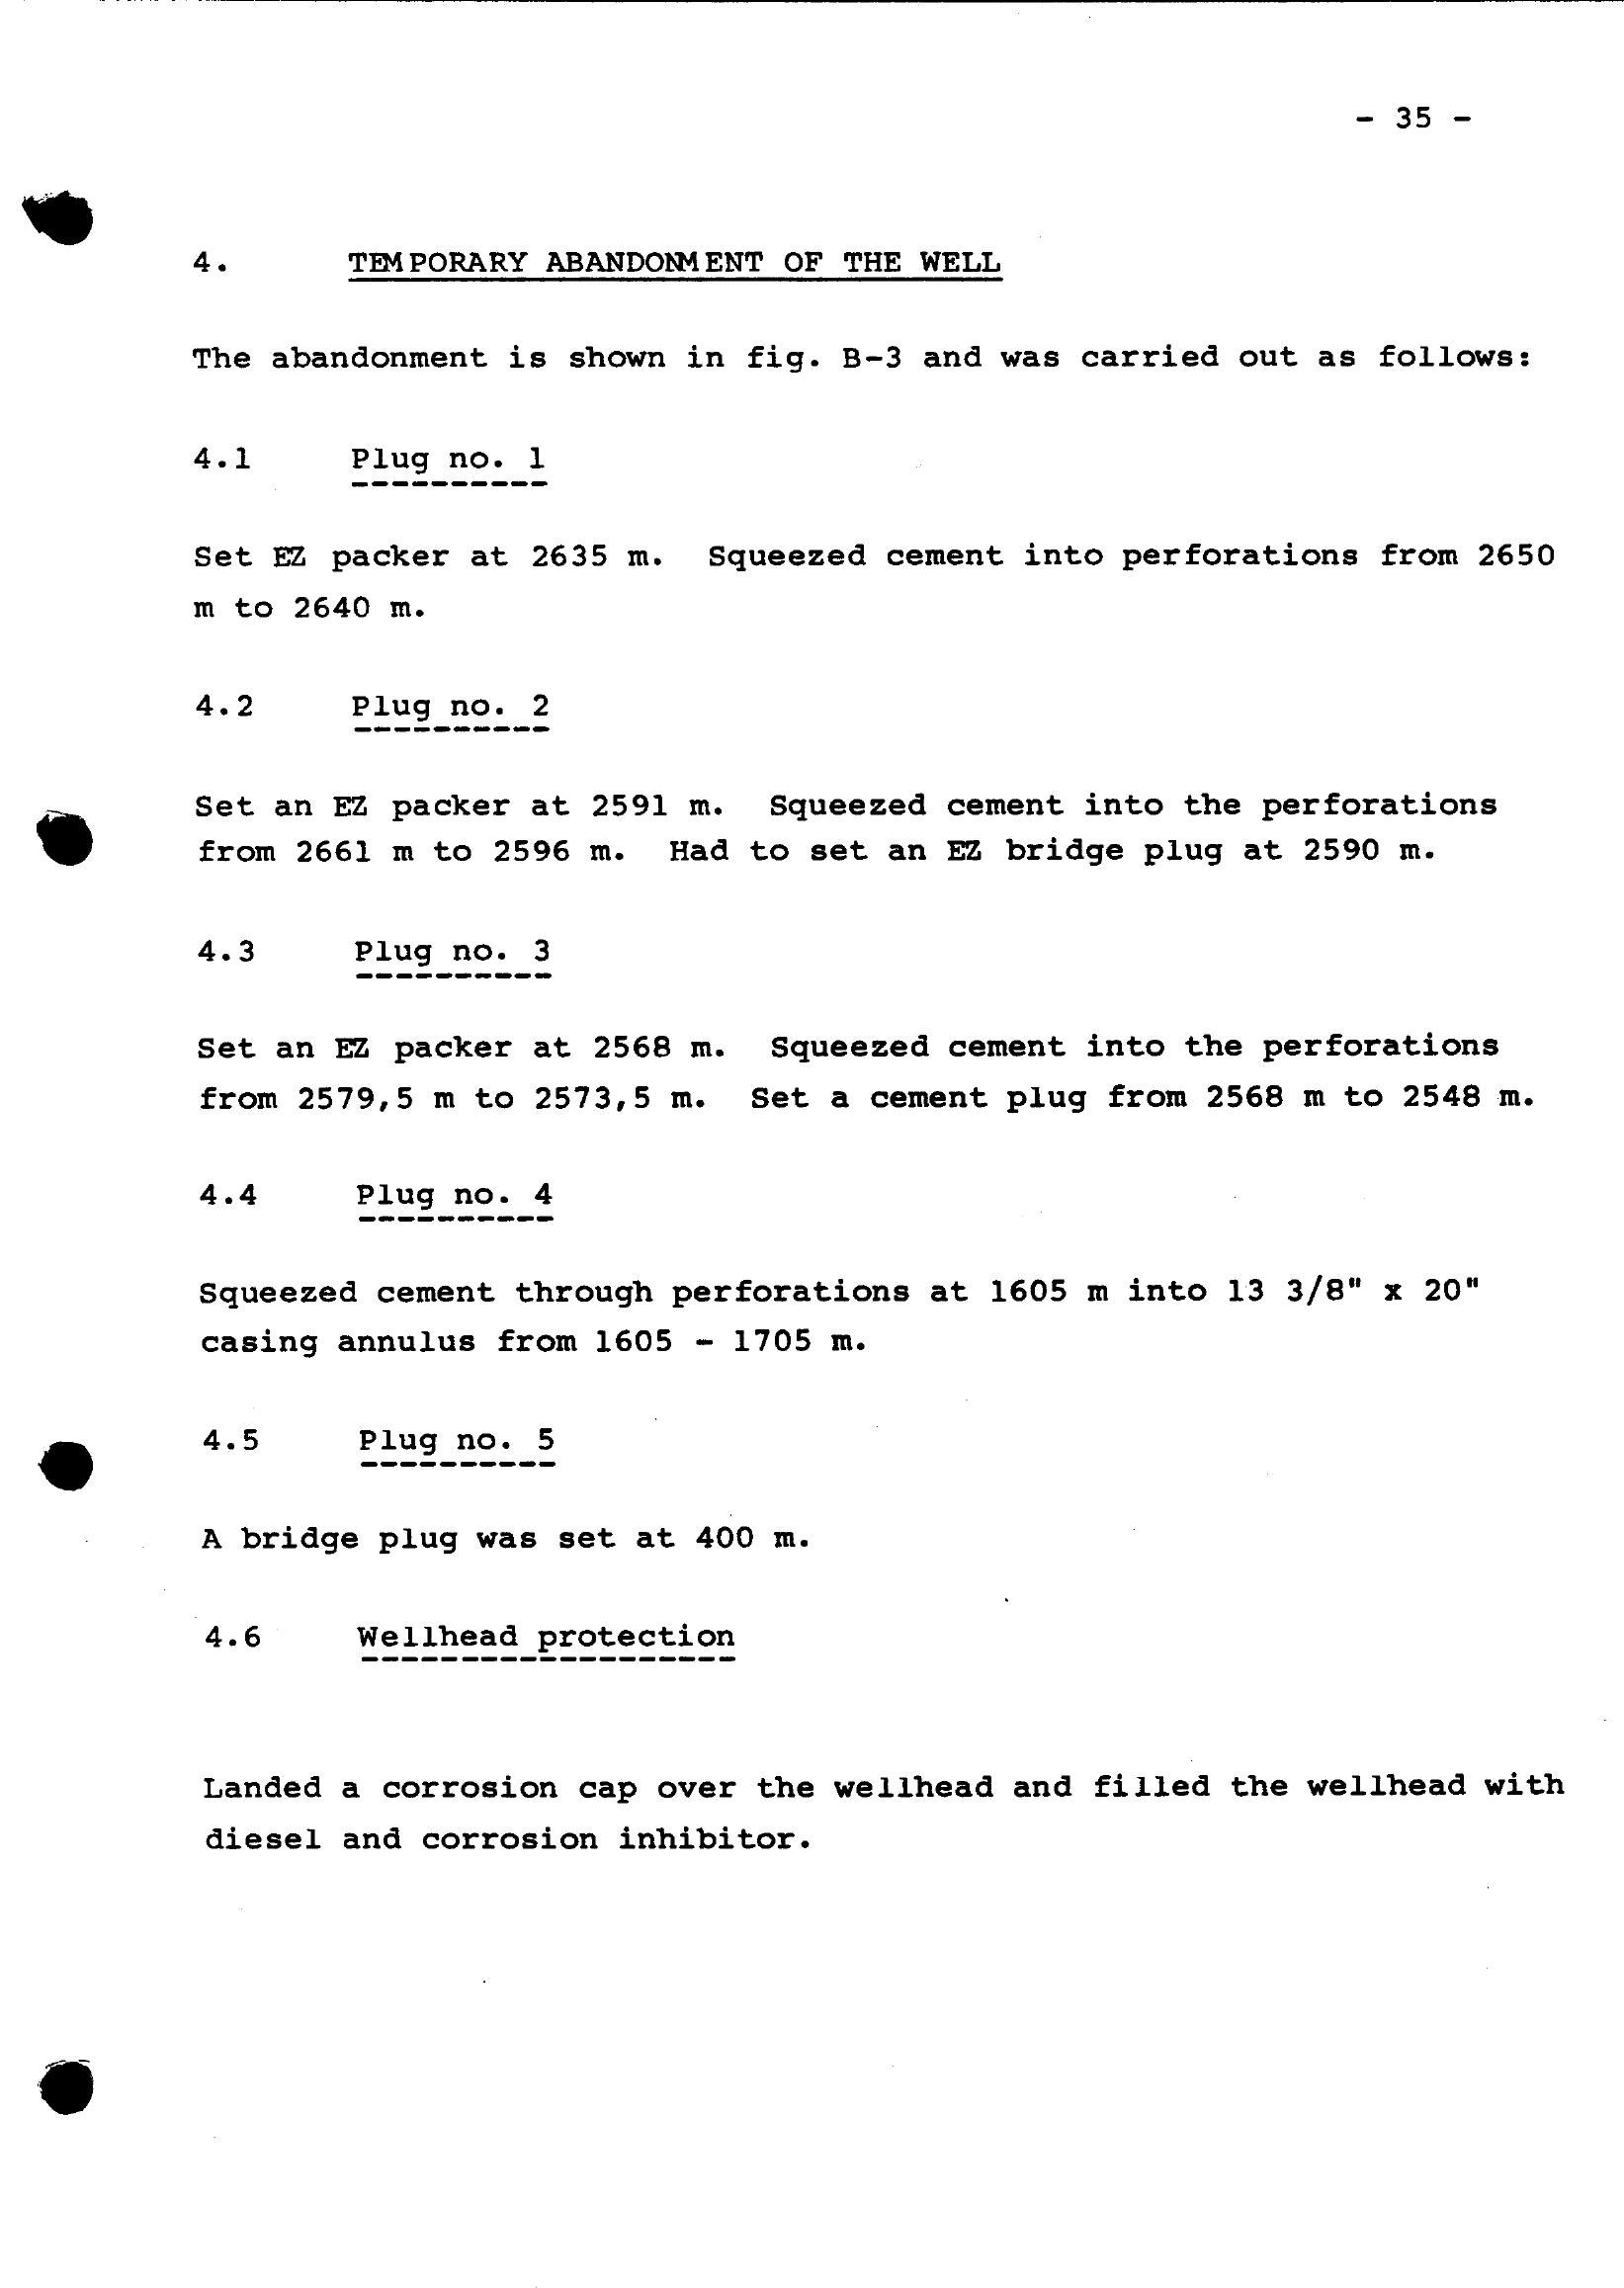 - 35 -
4. TEMPORARY ABANDONMENT OF THE WELL
The abandonment is shown in fig. B-3 and was carried out as follows:
4.1 Plug no. 1
Set EZ packer at 2635 m. Squeezed cement into perforations from 2650
m to 2640 m.
4.2 Plug no. 2
Set an EZ packer at 2591 m. Squeezed cement into the perforations
from 2661 m to 2596 m. Had to set an EZ bridge plug at 2590 m.
4.3 Plug no. 3
Set an EZ packer at 2568 m. Squeezed cement into the perforations
from 2579,5 m to 2573,5 m. Set a cement plug from 2568 m to 2548 m.
4.4 Plug no. 4
Squeezed cement through perforations at 1605 m into 13 3/8" x 20"
casing annulus from 1605 - 1705 m.
4.5 Plug no. 5
A bridge plug was set at 400 m.
4.6 Wellhead protection
Landed a corrosion cap over the wellhead and filled the wellhead with
diesel and corrosion inhibitor.